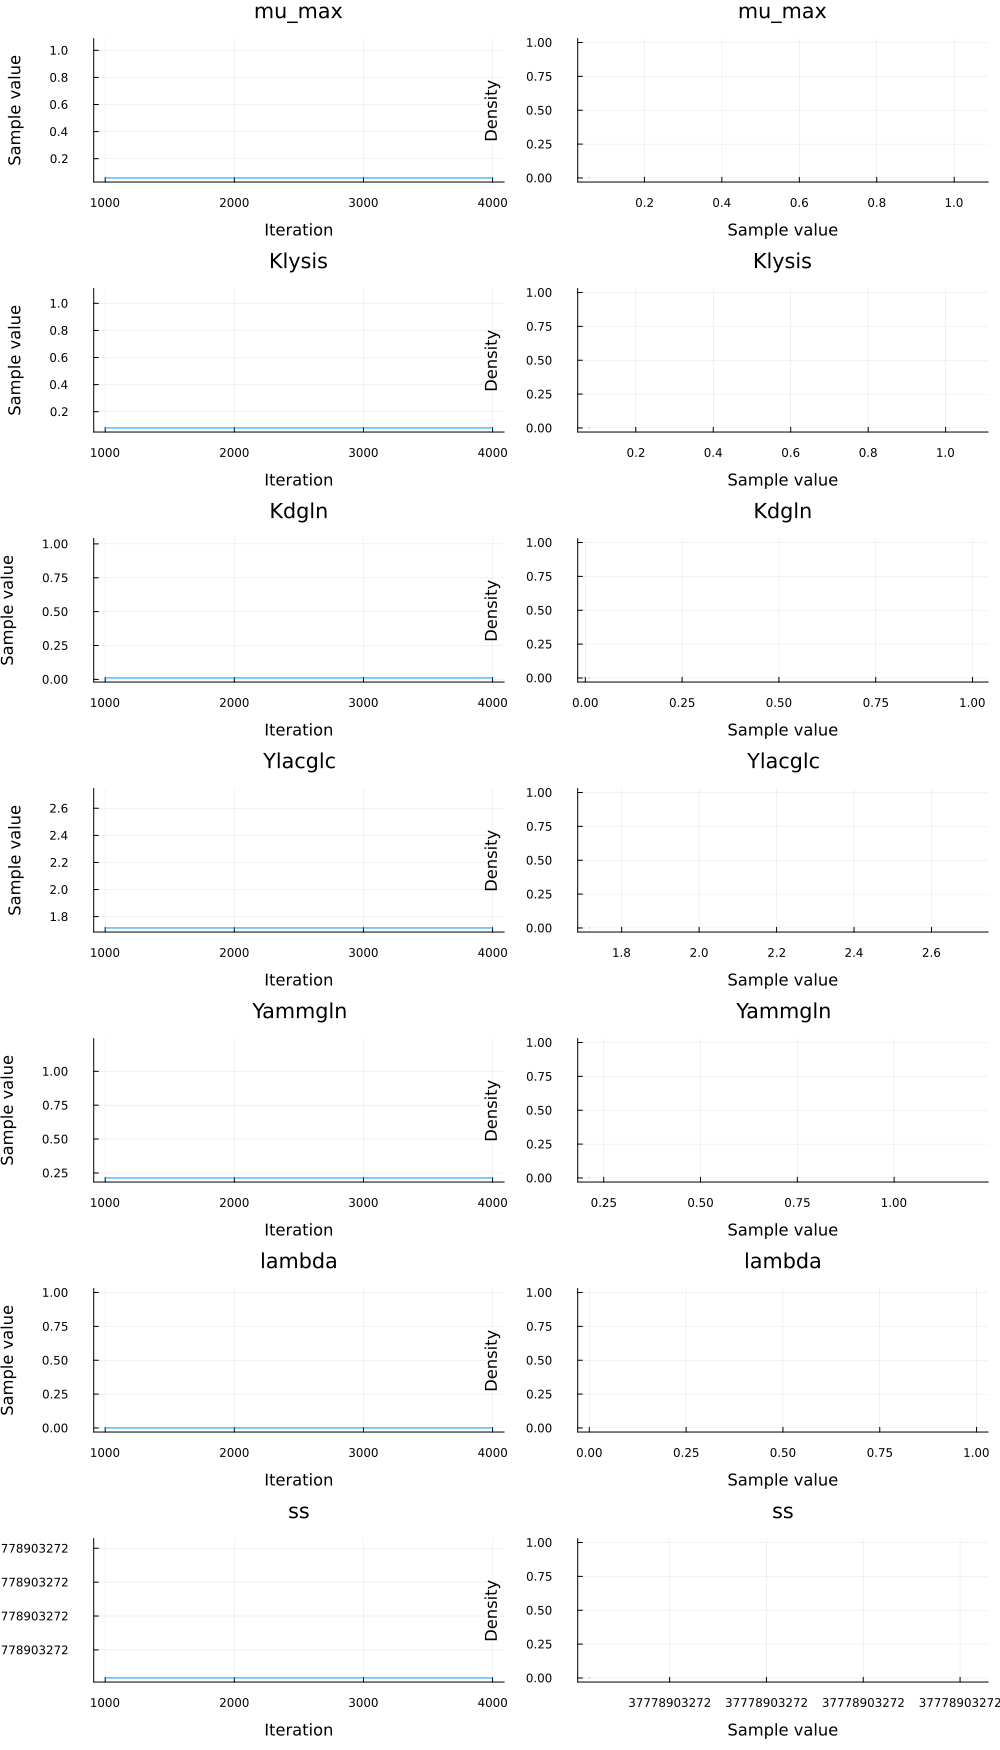 mu_max
mu_max
Sample value
1.0
0.8
0.6
0.4
0.2
1000 2000 3000 4000
Iteration
Density
1.00
0.75
0.50
0.25
0.00
0.2 0.4 0.6 0.8 1.0
Sample value
Klysis
Klysis
Sample value
1.0
0.8
0.6
0.4
0.2
1000 2000 3000 4000
Iteration
Density
1.00
0.75
0.50
0.25
0.00
0.2 0.4 0.6 0.8 1.0
Sample value
Kdgln
Kdgln
Sample value
1.00
0.75
0.50
0.25
0.00
1000 2000 3000 4000
Iteration
Density
1.00
0.75
0.50
0.25
0.00
0.00 0.25 0.50 0.75 1.00
Sample value
Ylacglc
Ylacglc
Sample value
2.6
2.4
2.2
2.0
1.8
1000 2000 3000 4000
Iteration
Density
1.00
0.75
0.50
0.25
0.00
1.8 2.0 2.2 2.4 2.6
Sample value
Yammgln
Yammgln
Sample value
1.00
0.75
0.50
0.25
1000 2000 3000 4000
Iteration
Density
1.00
0.75
0.50
0.25
0.00
0.25 0.50 0.75 1.00
Sample value
lambda
lambda
Sample value
1.00
0.75
0.50
0.25
0.00
1000 2000 3000 4000
Iteration
Density
1.00
0.75
0.50
0.25
0.00
0.00 0.25 0.50 0.75 1.00
Sample value
ss
ss
778903272
778903272
778903272
778903272
1000 2000 3000 4000
Iteration
Density
1.00
0.75
0.50
0.25
0.00
37778903272 37778903272 37778903272 37778903272
Sample value